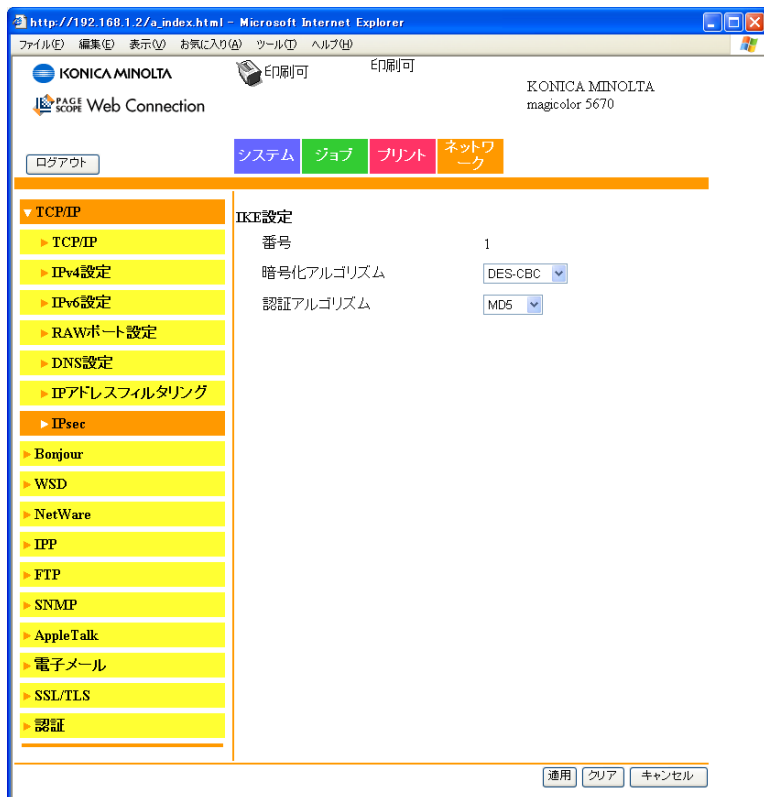 http://192.168.1.2/a_index.html - Microsoft Internet Explorer
ファイル(F) 編集(E) 表示(V) お気に入り(A) ツール(T) ヘルプ(H)
KONICA MINOLTA
印刷可
印刷可
KONICA MINOLTA
magicolor 5670
PAGE SCOPE Web Connection
ログアウト
システム
ジョブ
プリント
ネットワ
ーク
TCP/IP
TCP/IP
IPv4設定
IPv6設定
RAWポート設定
DNS設定
IPアドレスフィルタリング
IPsec
Bonjour
WSD
NetWare
IPP
FTP
SNMP
AppleTalk
電子メール
SSL/TLS
認証
IKE設定
番号 1
暗号化アルゴリズム DES-CBC
認証アルゴリズム MD5
適用 クリア キャンセル